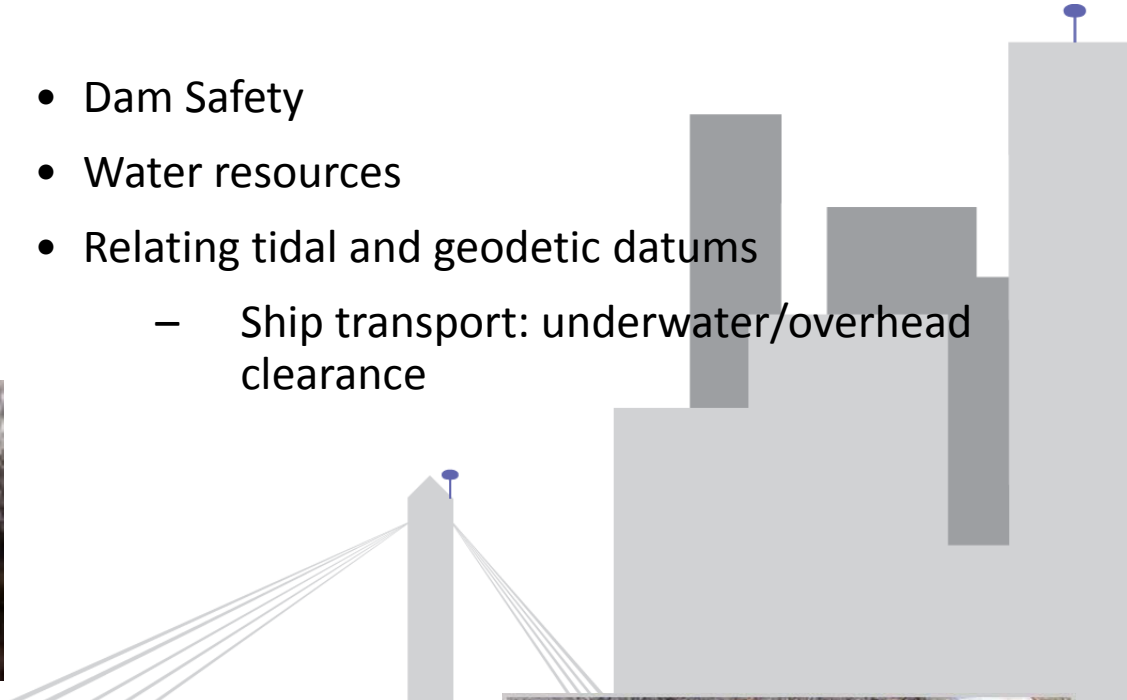 • Dam Safety
• Water resources
• Relating tidal and geodetic datums
– Ship transport: underwater/overhead
clearance